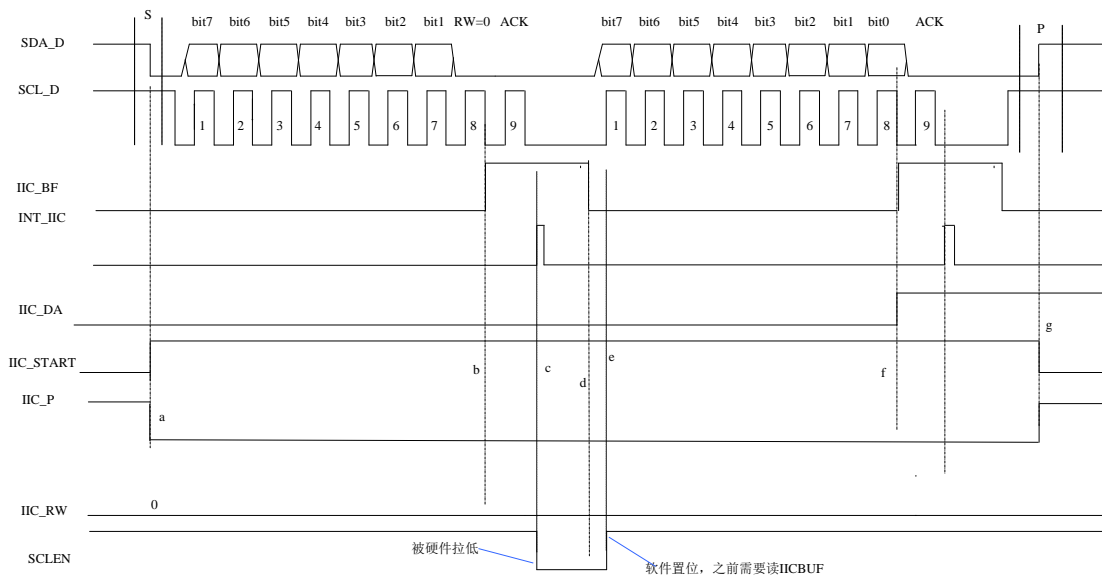 S bit7 bit6 bit5 bit4 bit3 bit2 bit1 RW=0 ACK bit7 bit6 bit5 bit4 bit3 bit2 bit1 bit0 ACK P
SDA_D
SCL_D
1 2 3 4 5 6 7 8 9 1 2 3 4 5 6 7 8 9
IIC_BF
INT_IIC
IIC_DA
g
IIC_START
e
b c d f
IIC_P
a
0
IIC_RW
被硬件拉低
SCLEN
软件置位，之前需要读IICBUF